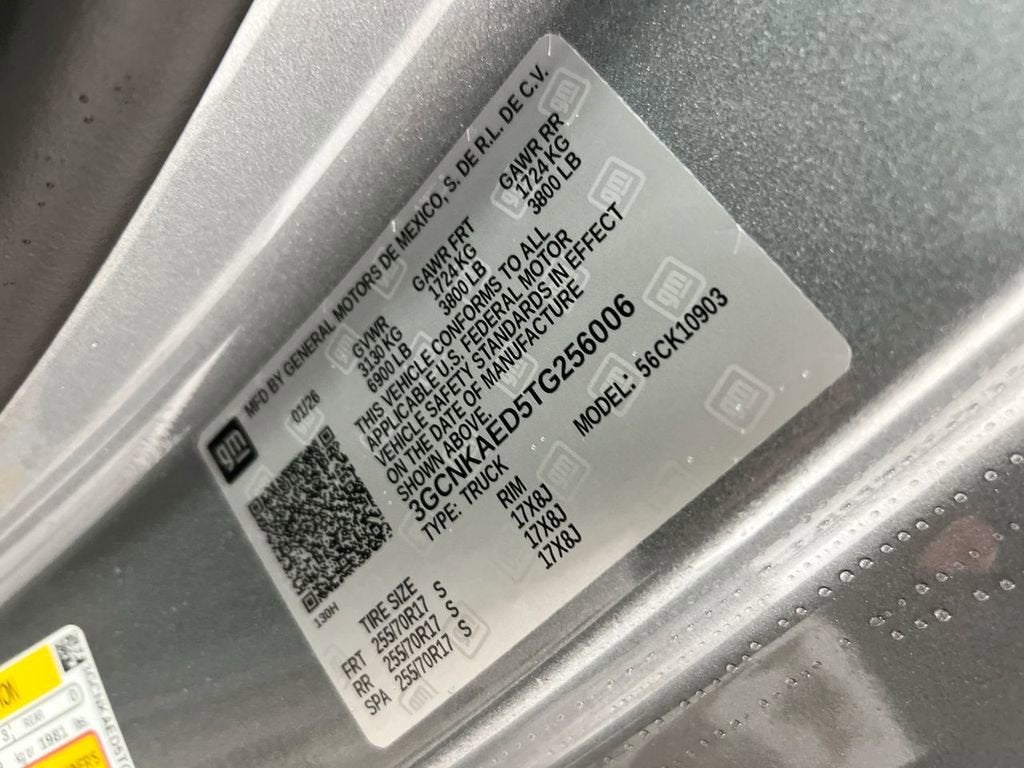 gm
MFD BY GENERAL MOTORS DE MEXICO, S. DE R.L. DE C.V.
01/26
GVWR GAWR FRT GAWR RR
3130 KG 1724 KG 1724 KG
6900 LB 3800 LB 3800 LB
THIS VEHICLE CONFORMS TO ALL
APPLICABLE U.S. FEDERAL MOTOR
VEHICLE SAFETY STANDARDS IN EFFECT
ON THE DATE OF MANUFACTURE
SHOWN ABOVE.
3GCNKAED5TG256006
TYPE: TRUCK MODEL: 56CK10903
130H
TIRE SIZE RIM
FRT 255/70R17 S 17X8J
RR 255/70R17 S 17X8J
SPA 255/70R17 S 17X8J
REAR
1981